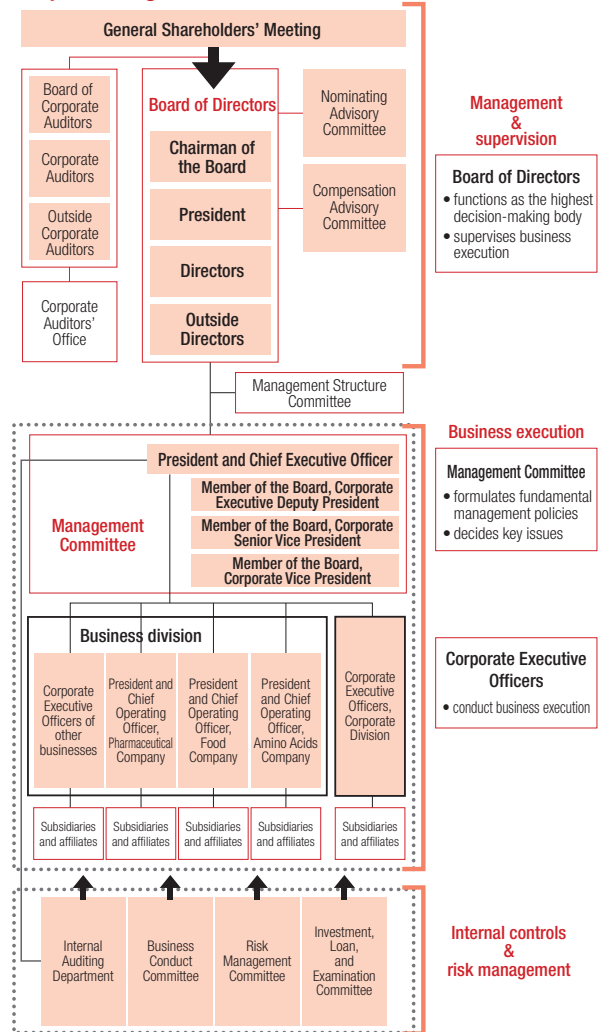 General Shareholders' Meeting
Board of
Corporate
Auditors
Corporate
Auditors
Outside
Corporate
Auditors
Corporate
Auditors'
Office
Board of Directors
Chairman of
the Board
President
Directors
Outside
Directors
Nominating
Advisory
Committee
Compensation
Advisory
Committee
Management
&
supervision
Board of Directors
• functions as the highest
decision-making body
• supervises business
execution
Management Structure
Committee
Business execution
President and Chief Executive Officer
Member of the Board, Corporate
Executive Deputy President
Member of the Board, Corporate
Senior Vice President
Member of the Board,
Corporate Vice President
Management
Committee
Management Committee
• formulates fundamental
management policies
• decides key issues
Business division
Corporate
Executive
Officers of
other
businesses
President and
Chief
Operating
Officer,
Pharmaceutical
Company
President
and Chief
Operating
Officer,
Food
Company
President
and Chief
Operating
Officer,
Amino Acids
Company
Corporate
Executive
Officers,
Corporate
Division
Corporate Executive
Officers
• conduct business execution
Subsidiaries
and affiliates
Subsidiaries
and affiliates
Subsidiaries
and affiliates
Subsidiaries
and affiliates
Subsidiaries
and affiliates
Internal
Auditing
Department
Business
Conduct
Committee
Risk
Management
Committee
Investment,
Loan,
and
Examination
Committee
Internal controls
&
risk management